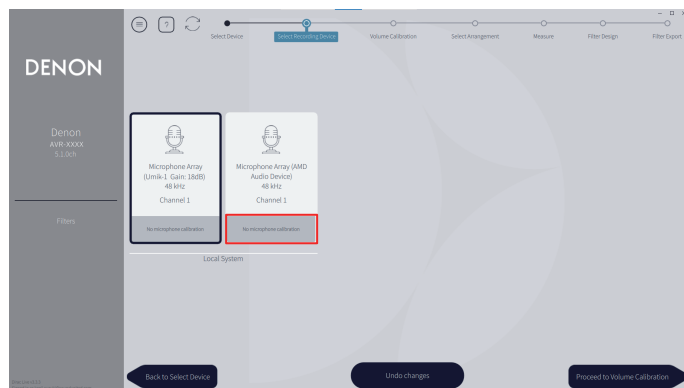 ?
Select Device
Select Recording Device
Volume Calibration
Select Arrangement
Measure
Filter Design
Filter Export
DENON
Denon
AVR-XXXX
5.1.0ch
Filters
Microphone Array
(Umik-1 Gain: 18dB)
48 kHz
Channel 1
No microphone calibration
Microphone Array (AMD
Audio Device)
48 kHz
Channel 1
No microphone calibration
Local System
Back to Select Device
Undo changes
Proceed to Volume Calibration